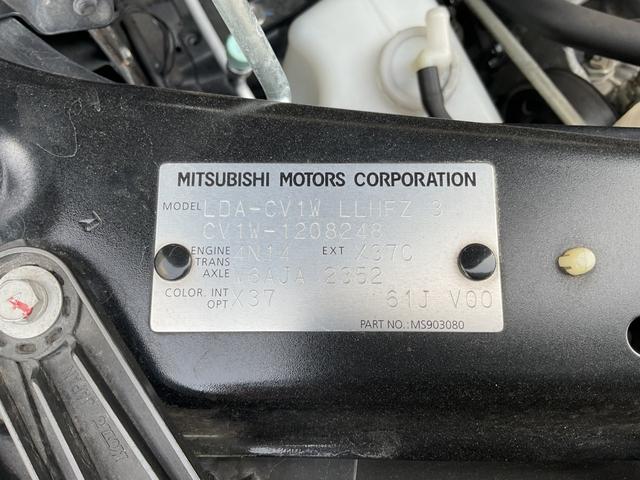 MITSUBISHI MOTORS CORPORATION
MODEL LDA-CV1W LLHFZ 3
CV1W-1208248
ENGINE 4N14 EXT X37C
TRANS AXLE W8AJA 2352
COLOR. INT OPT X37 61J V00
PART NO.:MS903080